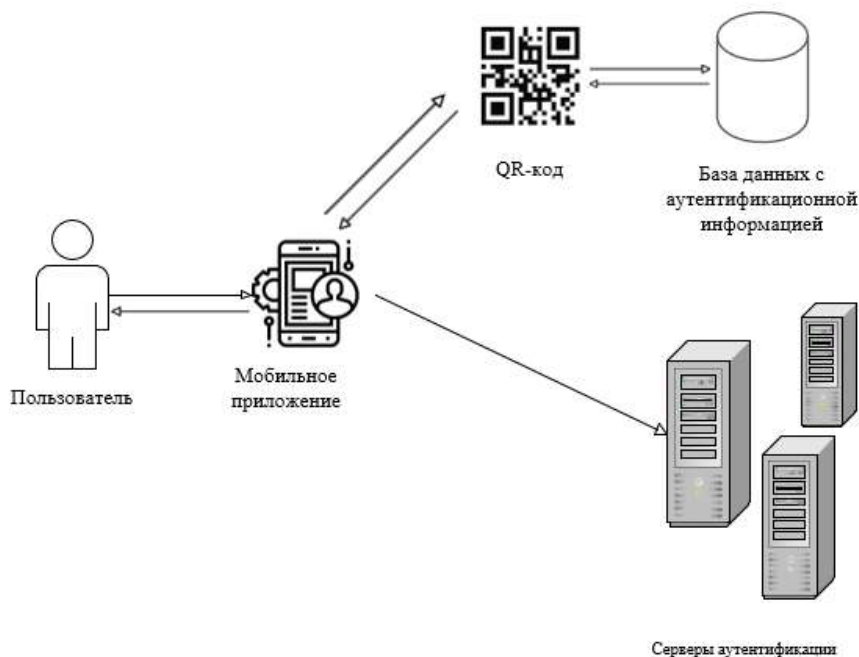 QR-код
База данных с
аутентификационной
информацией
Пользователь
Мобильное
приложение
Серверы аутентификации